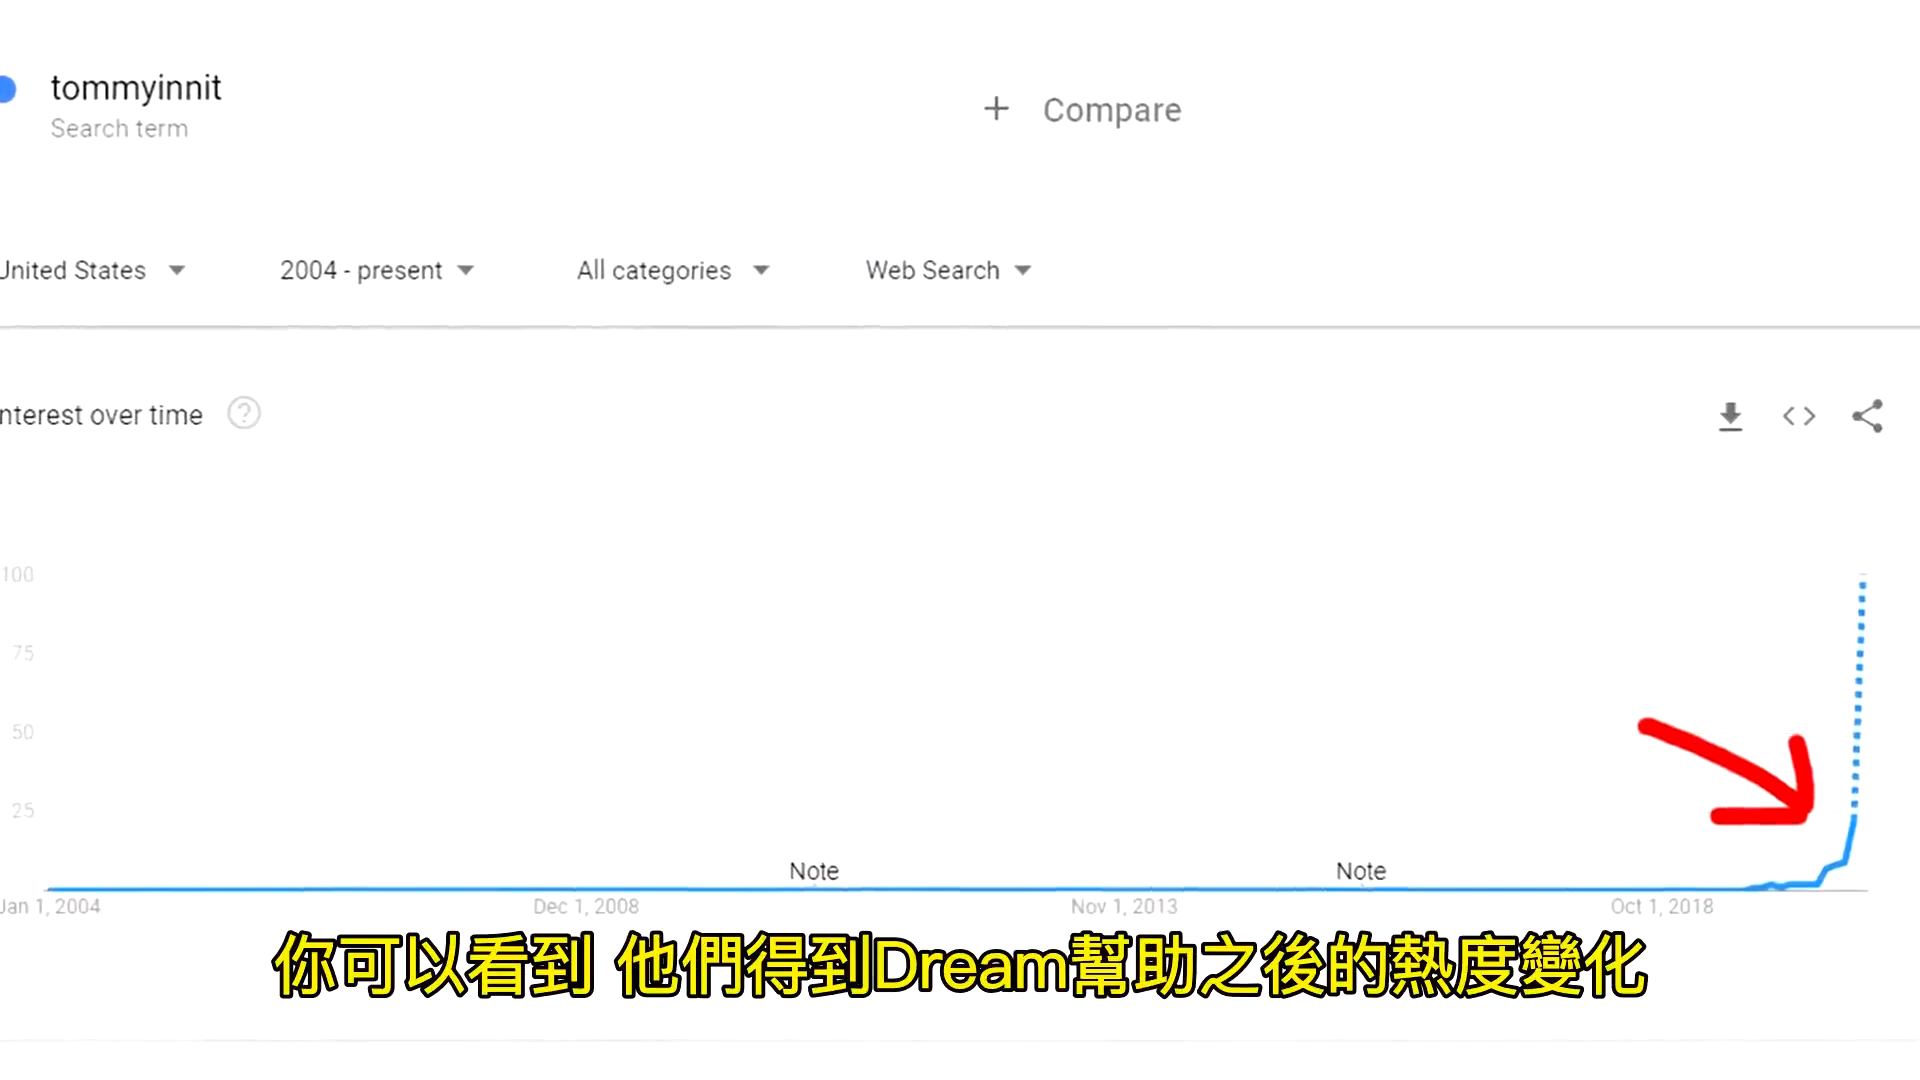 tommyinnit
Search term
+ Compare
United States 2004 - present All categories Web Search
nterest over time ?
100
75
50
25
Note Note
Jan 1, 2004 Dec 1, 2008 Nov 1, 2013 Oct 1, 2018
你可以看到 他們得到Dream幫助之後的熱度變化